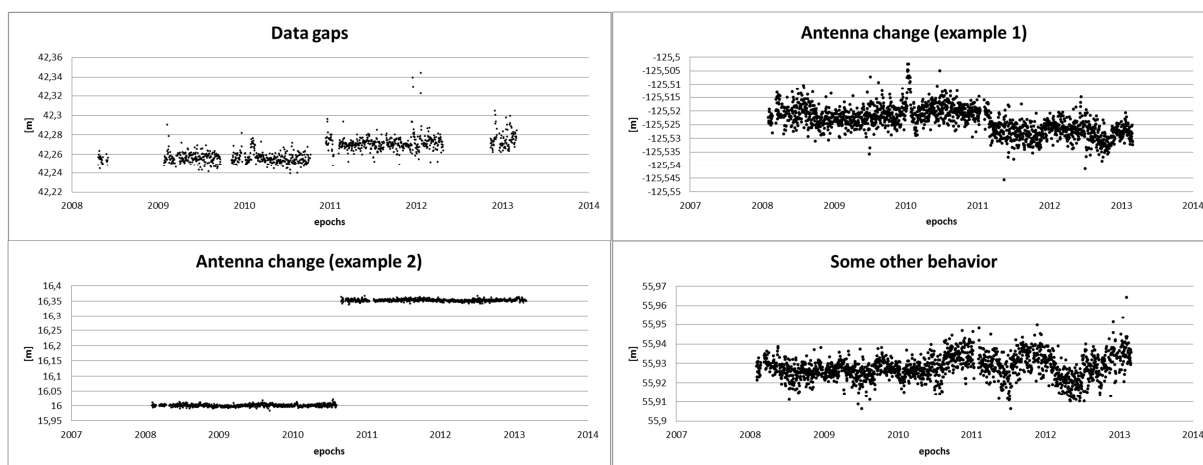 Data gaps
42,36
42,34
42,32
42,3
42,28
42,26
42,24
42,22
[m]
2008 2009 2010 2011 2012 2013 2014
epochs
Antenna change (example 1)
-125,5
-125,505
-125,51
-125,515
-125,52
-125,525
-125,53
-125,535
-125,54
-125,545
-125,55
[m]
2007 2008 2009 2010 2011 2012 2013 2014
epochs
Antenna change (example 2)
16,4
16,35
16,3
16,25
16,2
16,15
16,1
16,05
16
15,95
[m]
2007 2008 2009 2010 2011 2012 2013 2014
epochs
Some other behavior
55,97
55,96
55,95
55,94
55,93
55,92
55,91
55,9
[m]
2007 2008 2009 2010 2011 2012 2013 2014
epochs